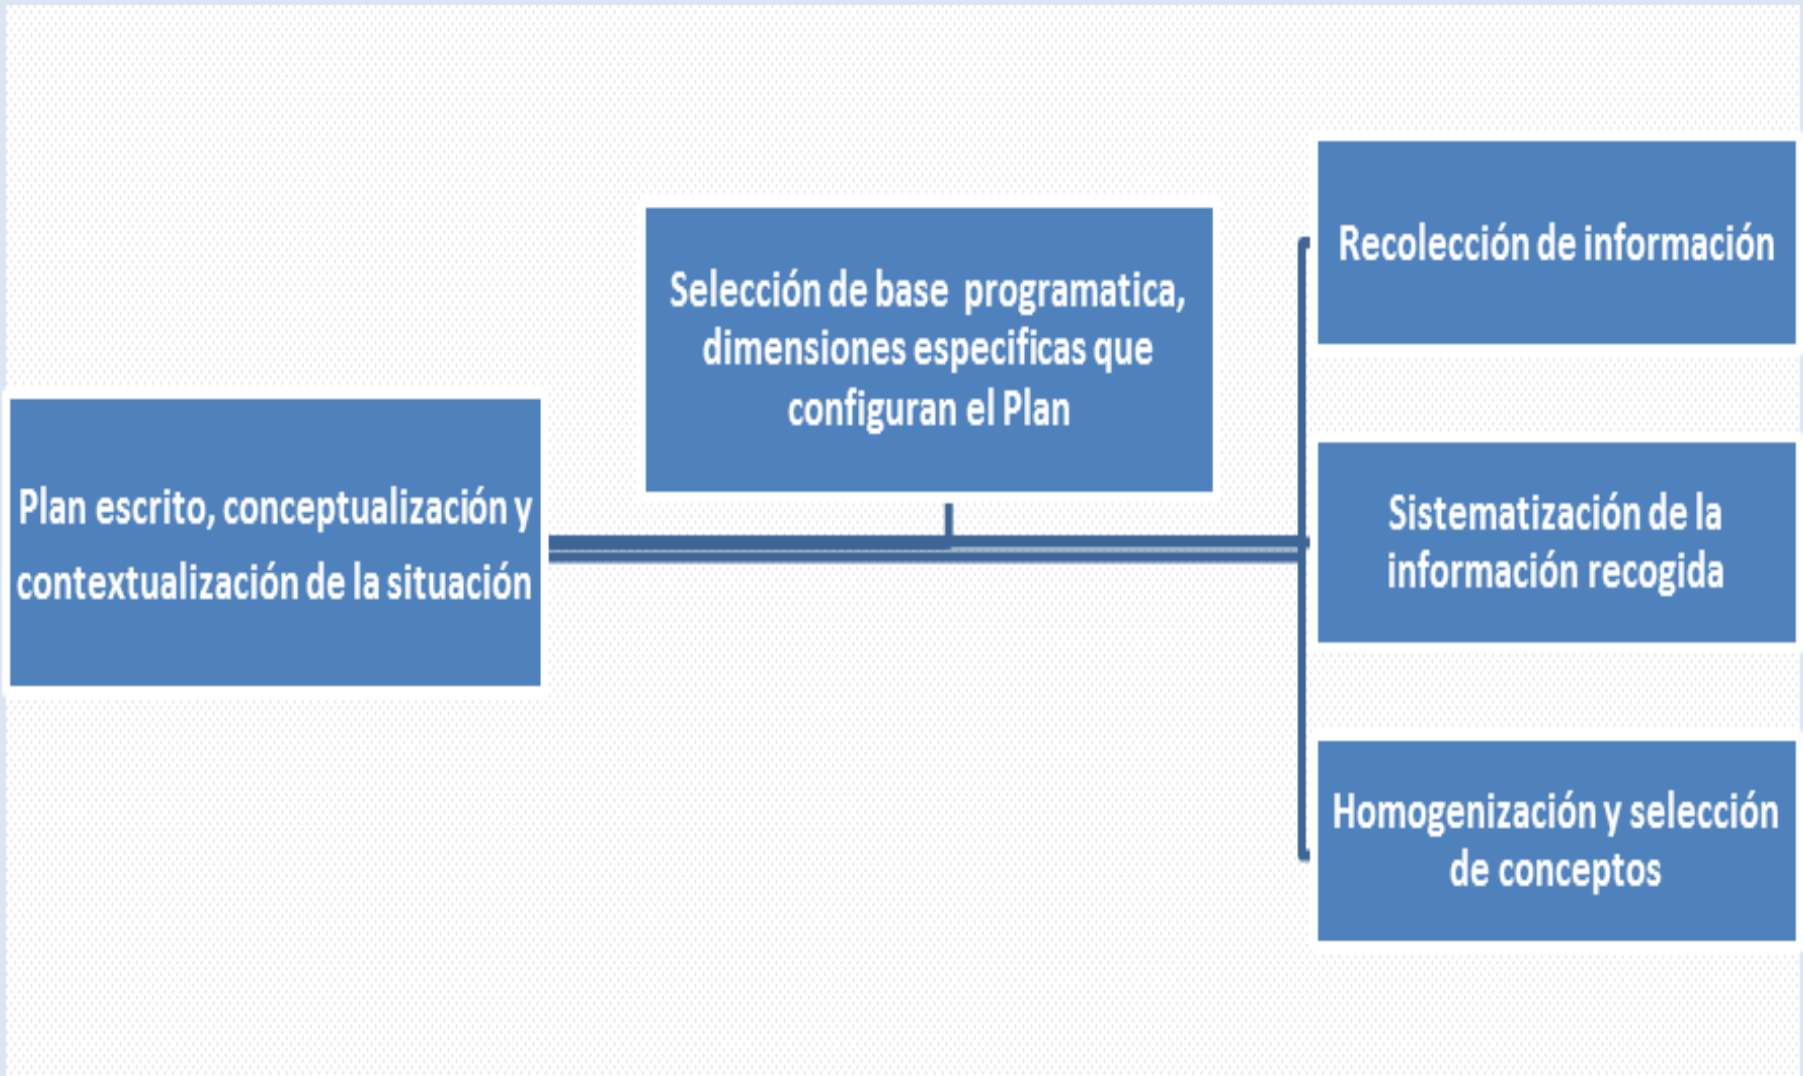 Plan escrito, conceptualización y
contextualización de la situación
Selección de base programatica,
dimensiones especificas que
configuran el Plan
Recolección de información
Sistematización de la
información recogida
Homogenización y selección
de conceptos